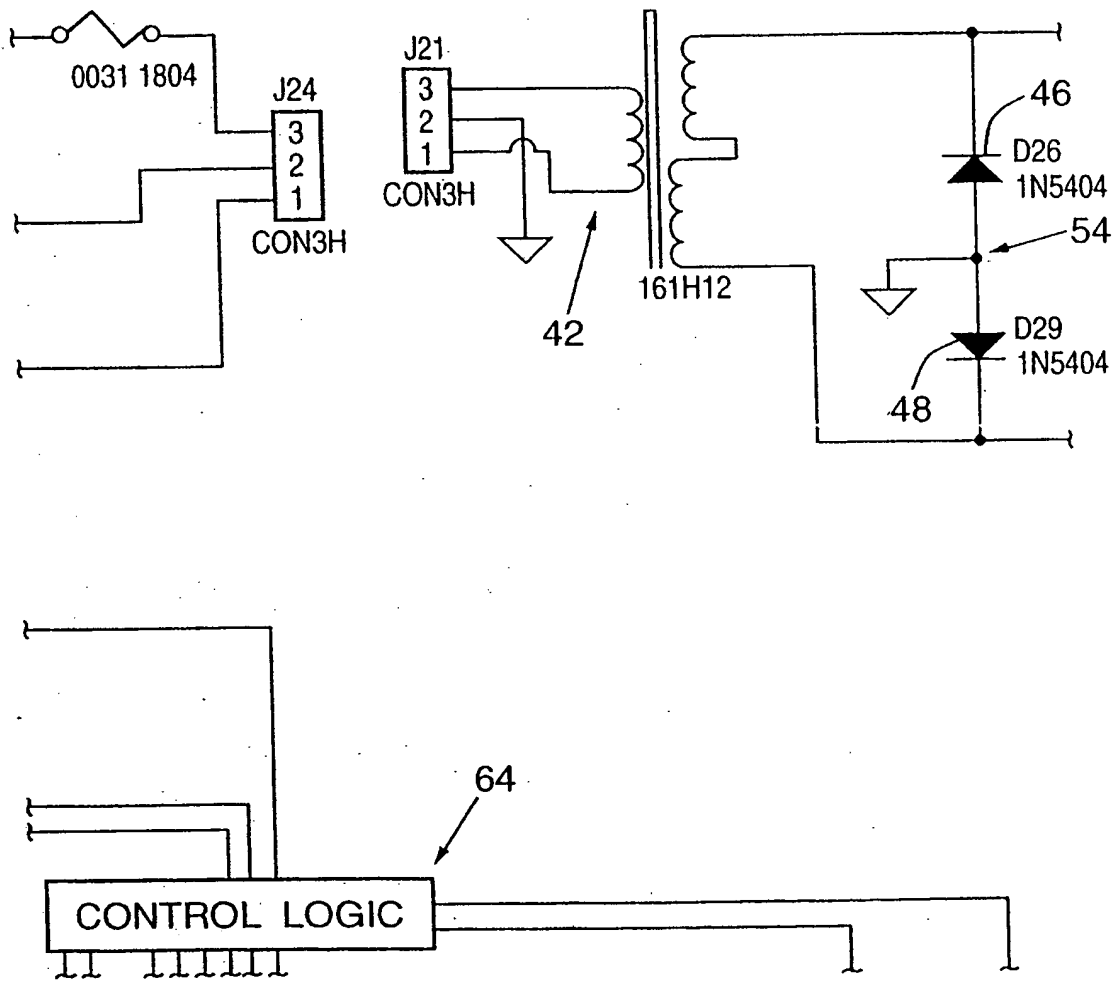 0031 1804
J24
3
2
1
CON3H
J21
3
2
1
CON3H
42
161H12
46
D26
1N5404
54
D29
1N5404
48
64
CONTROL LOGIC